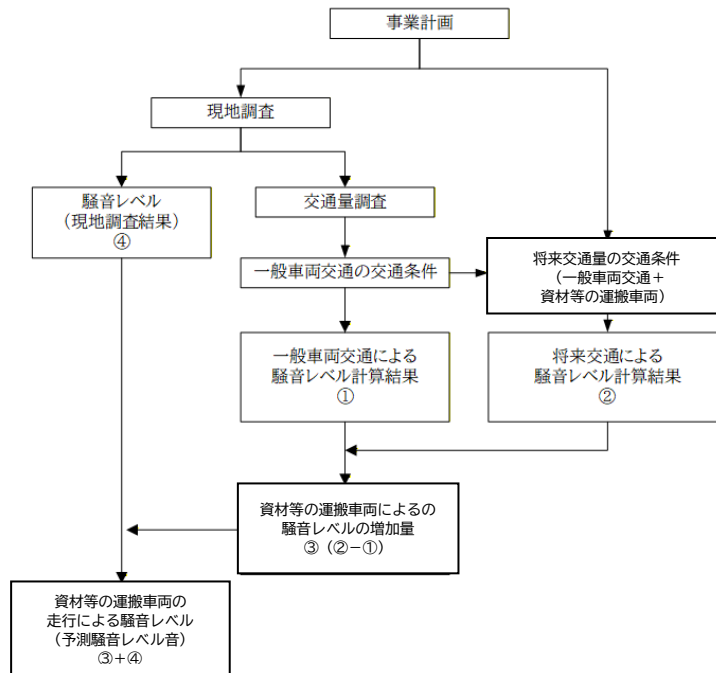 事業計画
現地調査
騒音レベル
（現地調査結果）
④
交通量調査
一般車両交通の交通条件
将来交通量の交通条件
（一般車両交通＋
資材等の運搬車両）
一般車両交通による
騒音レベル計算結果
①
将来交通による
騒音レベル計算結果
②
資材等の運搬車両によるの
騒音レベルの増加量
③（②－①）
資材等の運搬車両の
走行による騒音レベル
（予測騒音レベル音）
③＋④